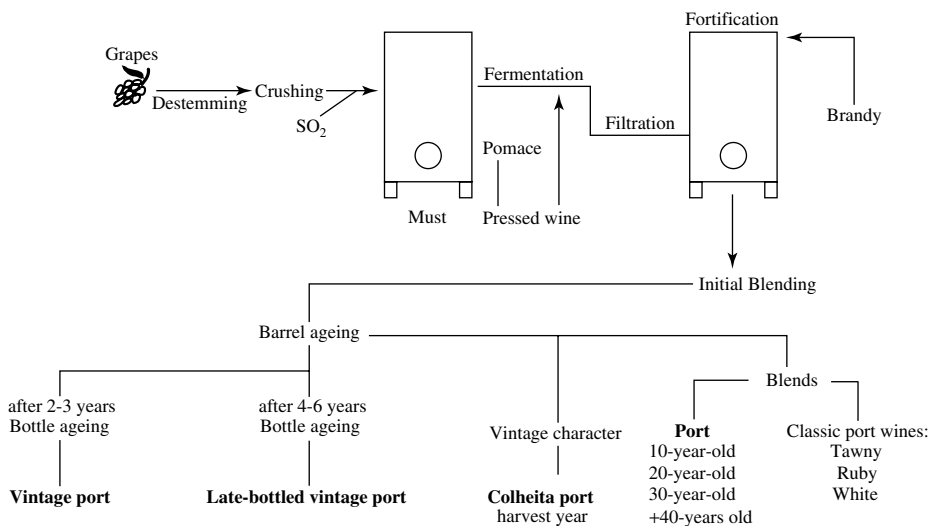 Grapes
Destemming
Crushing
SO2
Must
Fermentation
Pomace
Pressed wine
Filtration
Fortification
Brandy
Initial Blending
Barrel ageing
after 2-3 years
Bottle ageing
Vintage port
after 4-6 years
Bottle ageing
Late-bottled vintage port
Vintage character
Colheita port
harvest year
Blends
Port
10-year-old
20-year-old
30-year-old
+40-years old
Classic port wines:
Tawny
Ruby
White